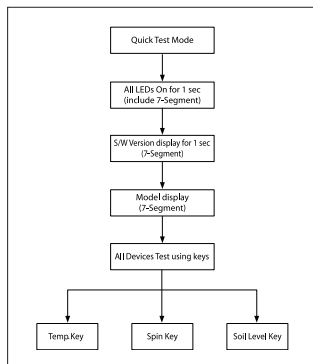 Quick Test Mode
All LEDs On for 1 sec
(include 7-Segment)
S/W Version display for 1 sec
(7-Segment)
Model display
(7-Segment)
All Devices Test using keys
Temp. Key
Spin Key
Soil Level Key